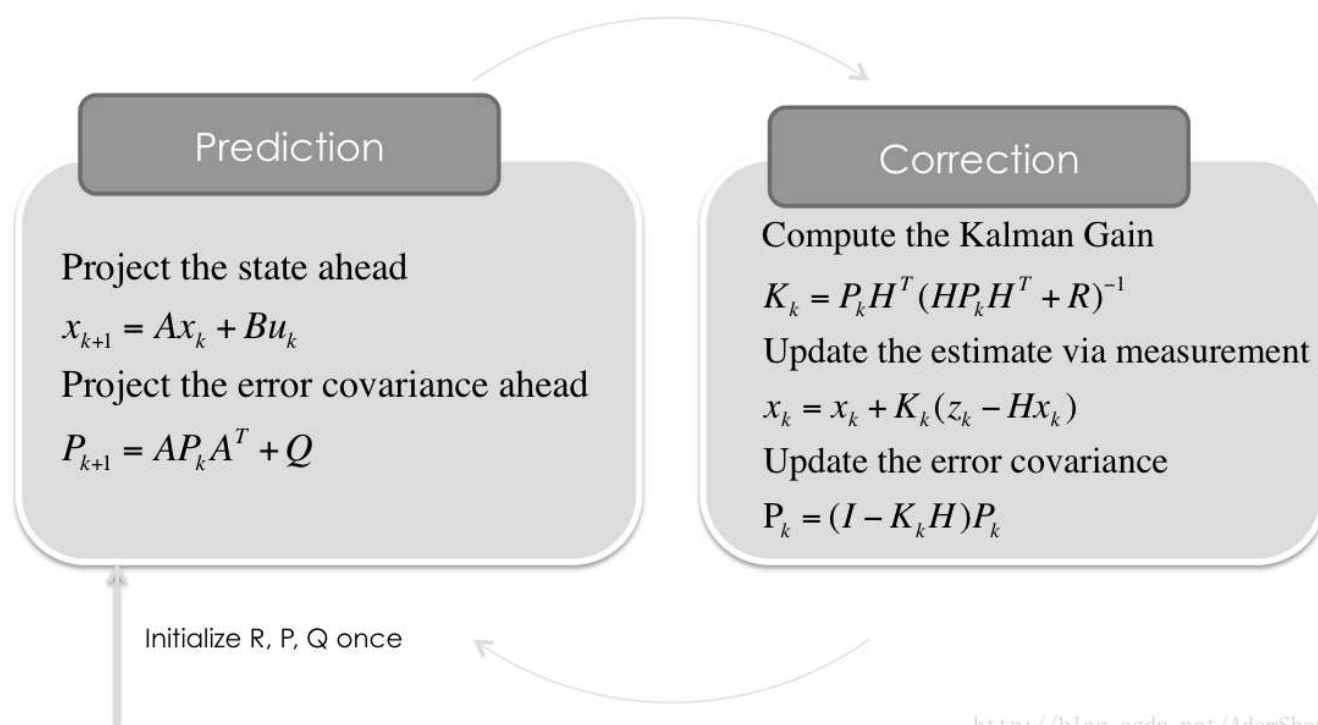 Prediction
Project the state ahead
x_{k+1} = Ax_k + Bu_k
Project the error covariance ahead
P_{k+1} = AP_kA^T + Q
Correction
Compute the Kalman Gain
K_k = P_kH^T(HP_kH^T + R)^{-1}
Update the estimate via measurement
x_k = x_k + K_k(z_k − Hx_k)
Update the error covariance
P_k = (I − K_kH)P_k
Initialize R, P, Q once